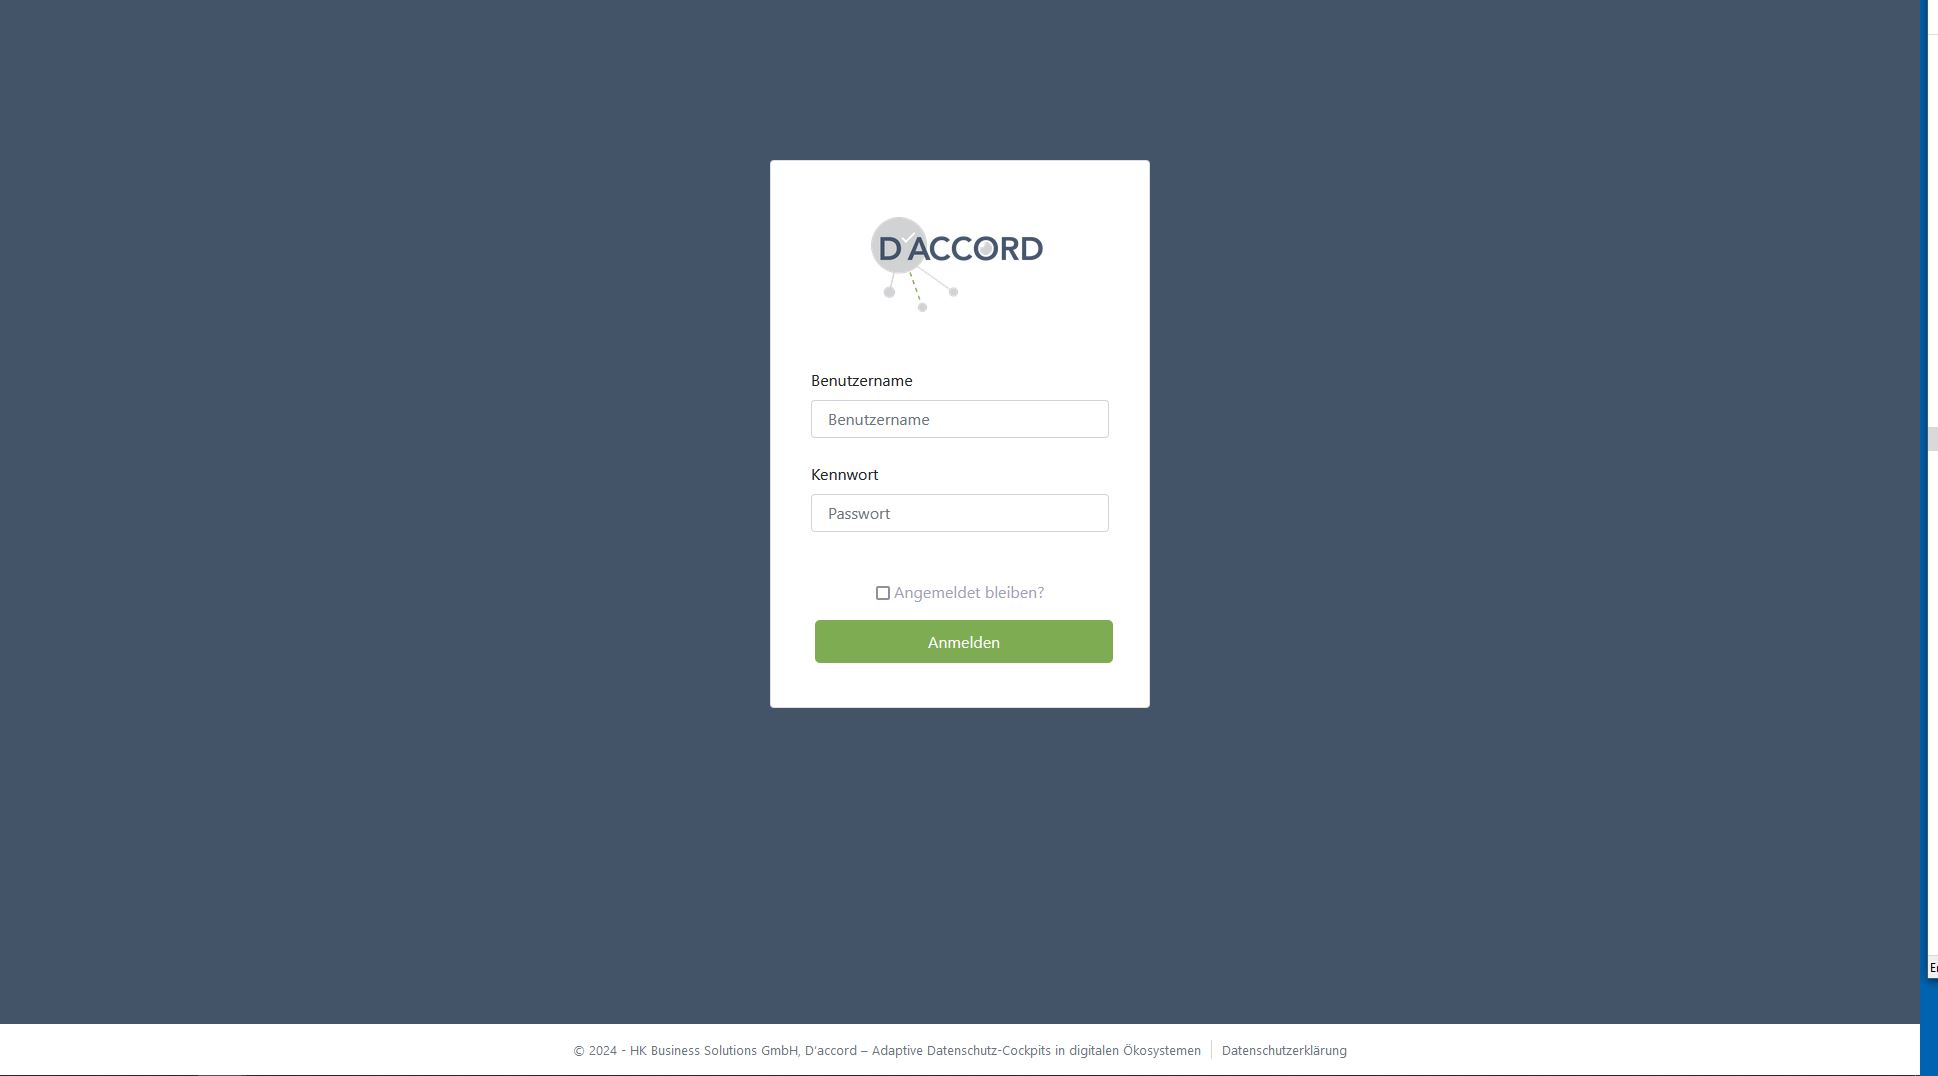 D'ACCORD
Benutzername
Benutzername
Kennwort
Passwort
Angemeldet bleiben?
Anmelden
© 2024 - HK Business Solutions GmbH, D’accord – Adaptive Datenschutz-Cockpits in digitalen Ökosystemen Datenschutzerklärung